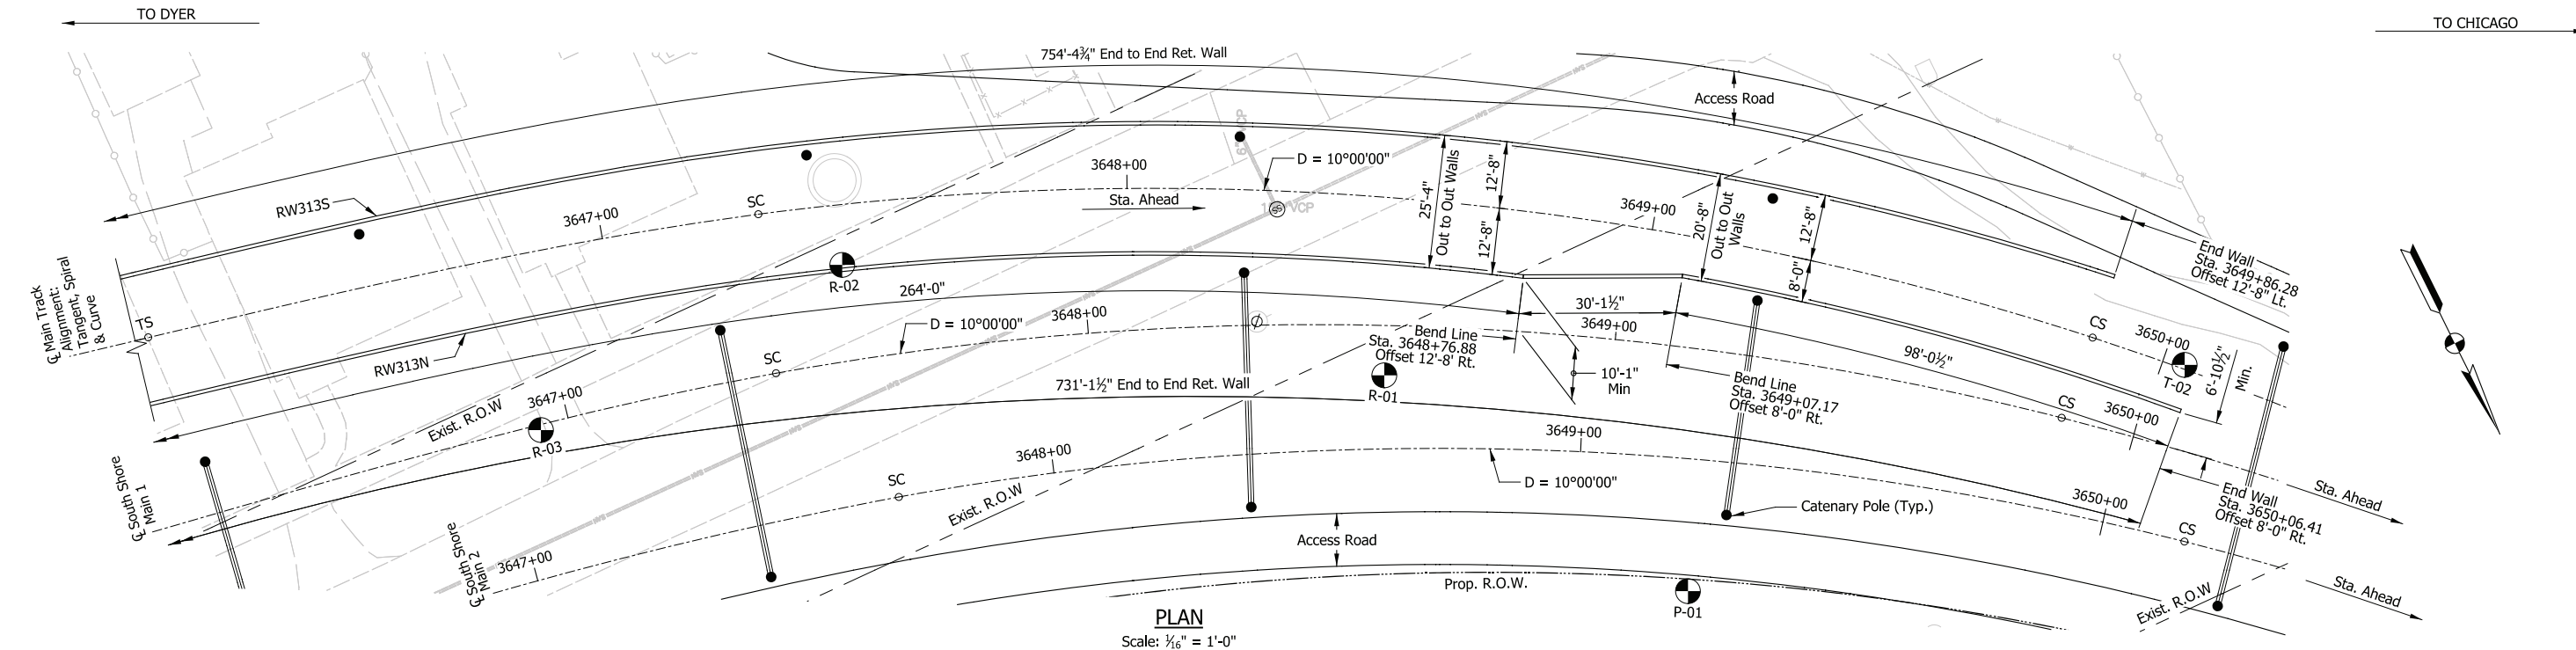 TO DYER
TO CHICAGO
754'-4¾" End to End Ret. Wall
Access Road
D = 10°00'00"
3648+00
SC
Sta. Ahead
3647+00
RW313S
25'-4"
Out to Out Walls
12'-8"
12'-8"
3649+00
20'-8"
Out to Out
Walls
12'-8"
8'-0"
End Wall
Sta. 3649+86.28
Offset 12'-8" Lt.
℄ Main Track
Alignment:
Tangent, Spiral
& Curve
TS
R-02
264'-0"
30'-1½"
RW313N
D = 10°00'00"
3648+00
SC
3649+00
Bend Line
Sta. 3648+76.88
Offset 12'-8' Rt.
98'-0½"
CS
3650+00
T-02
6'-10½"
Min.
10'-1"
Min
R-01
Bend Line
Sta. 3649+07.17
Offset 8'-0" Rt.
731'-1½" End to End Ret. Wall
3647+00
Exist. R.O.W
R-03
CS
3650+00
3649+00
3648+00
SC
D = 10°00'00"
Exist. R.O.W
℄ South Shore
Main 1
℄ South Shore
Main 2
3647+00
Catenary Pole (Typ.)
3650+00
CS
End Wall
Sta. 3650+06.41
Offset 8'-0" Rt.
Sta. Ahead
Access Road
Prop. R.O.W.
P-01
Exist. R.O.W
Sta. Ahead
PLAN
Scale: 1/16" = 1'-0"